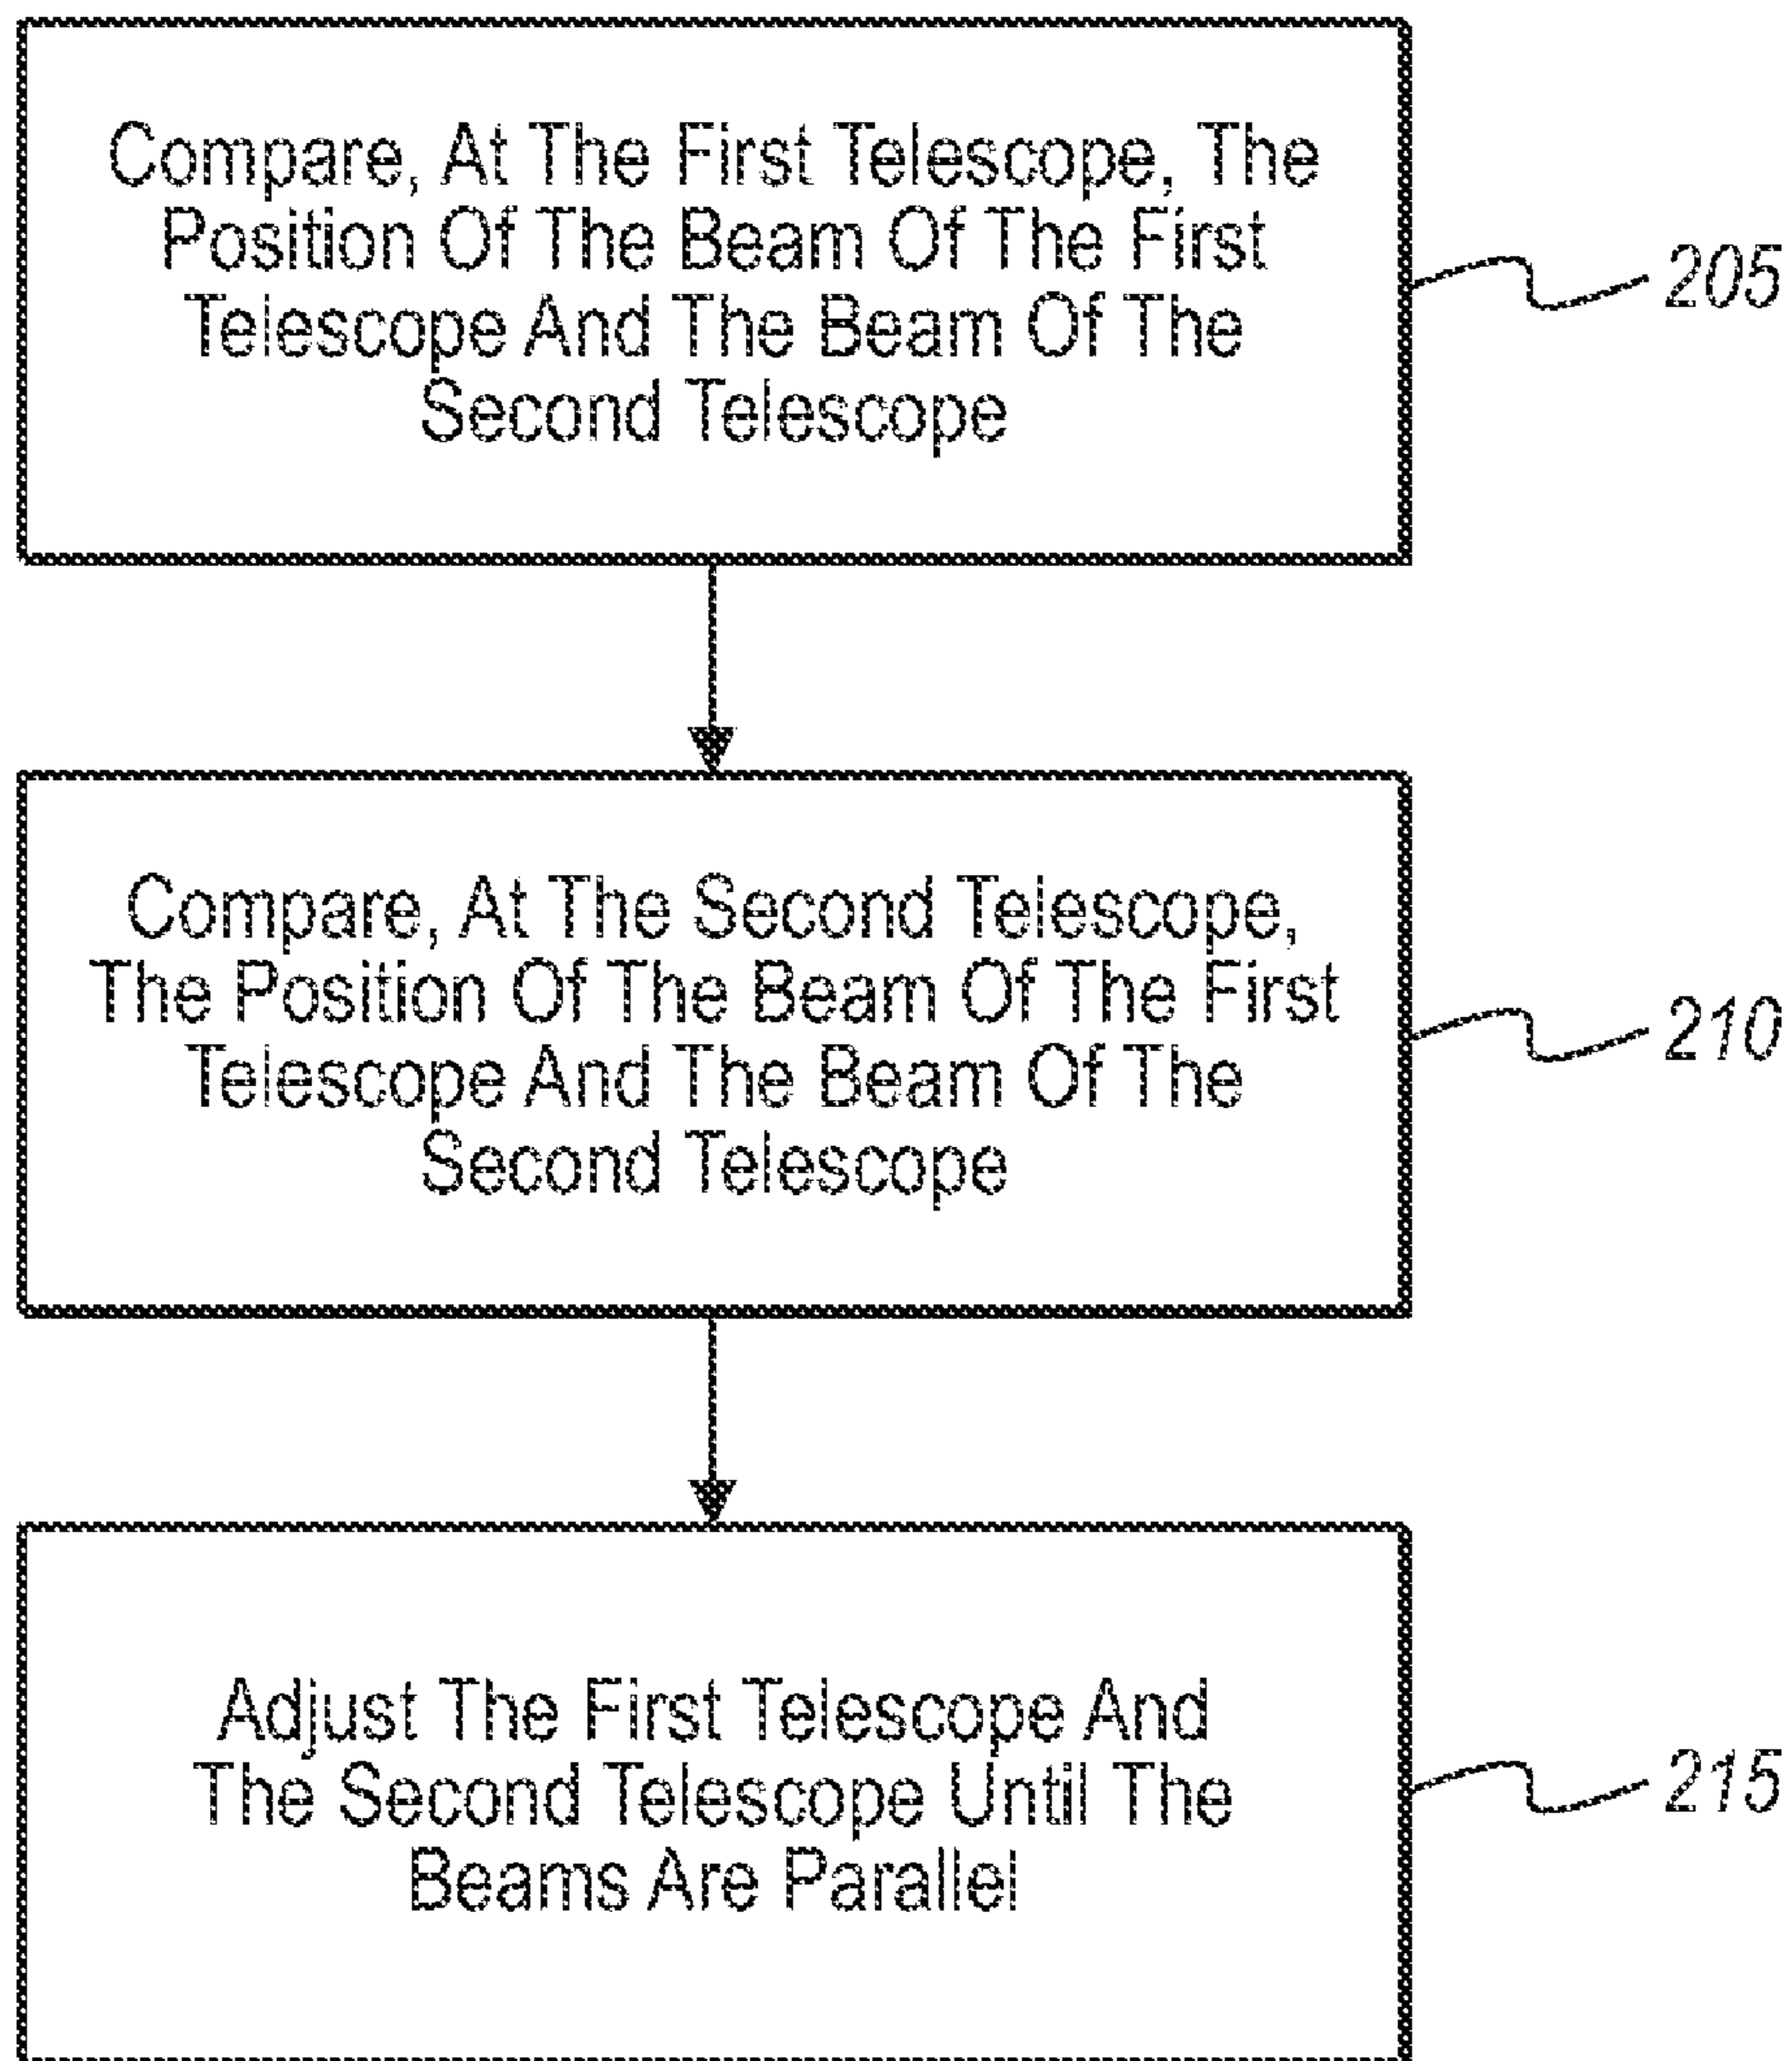 Compare, At The First Telescope, The
Position Of The Beam Of The First
Telescope And The Beam Of The
Second Telescope
205
Compare, At The Second Telescope,
The Position Of The Beam Of The First
Telescope And The Beam Of The
Second Telescope
210
Adjust The First Telescope And
The Second Telescope Until The
Beams Are Parallel
215